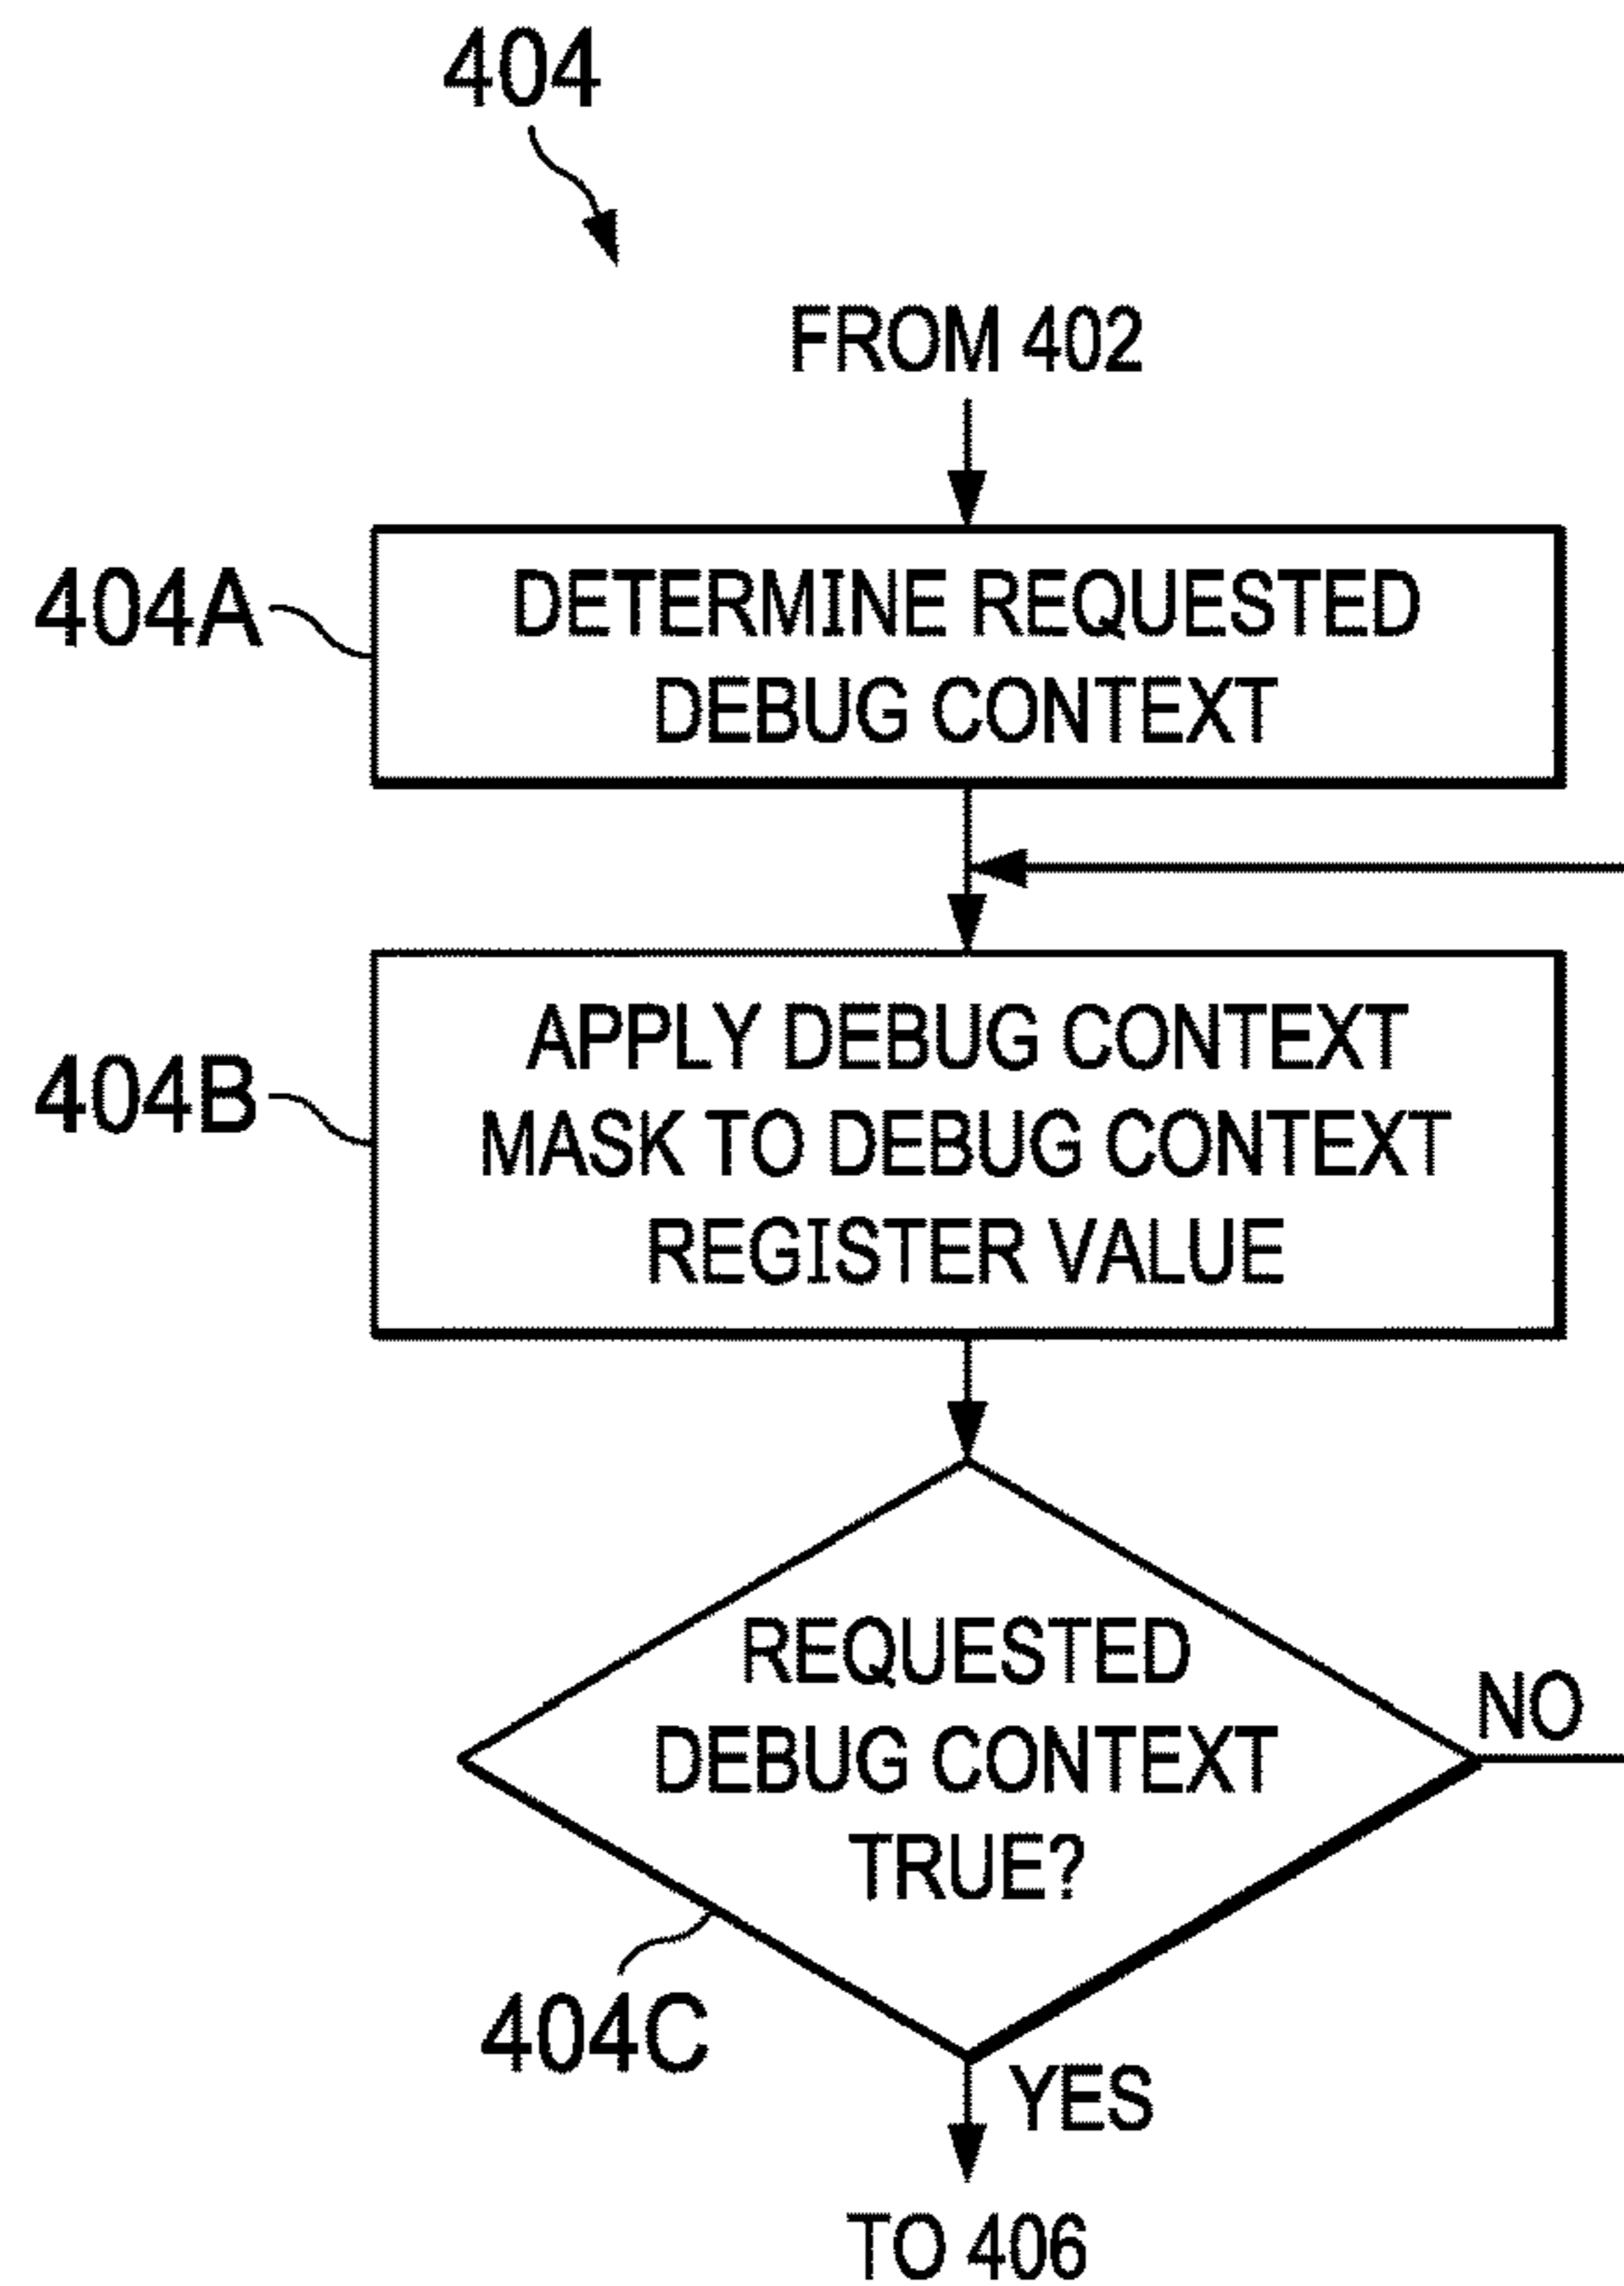 404
FROM 402
404A
DETERMINE REQUESTED
DEBUG CONTEXT
404B
APPLY DEBUG CONTEXT
MASK TO DEBUG CONTEXT
REGISTER VALUE
REQUESTED
DEBUG CONTEXT
TRUE?
NO
404C
YES
TO 406